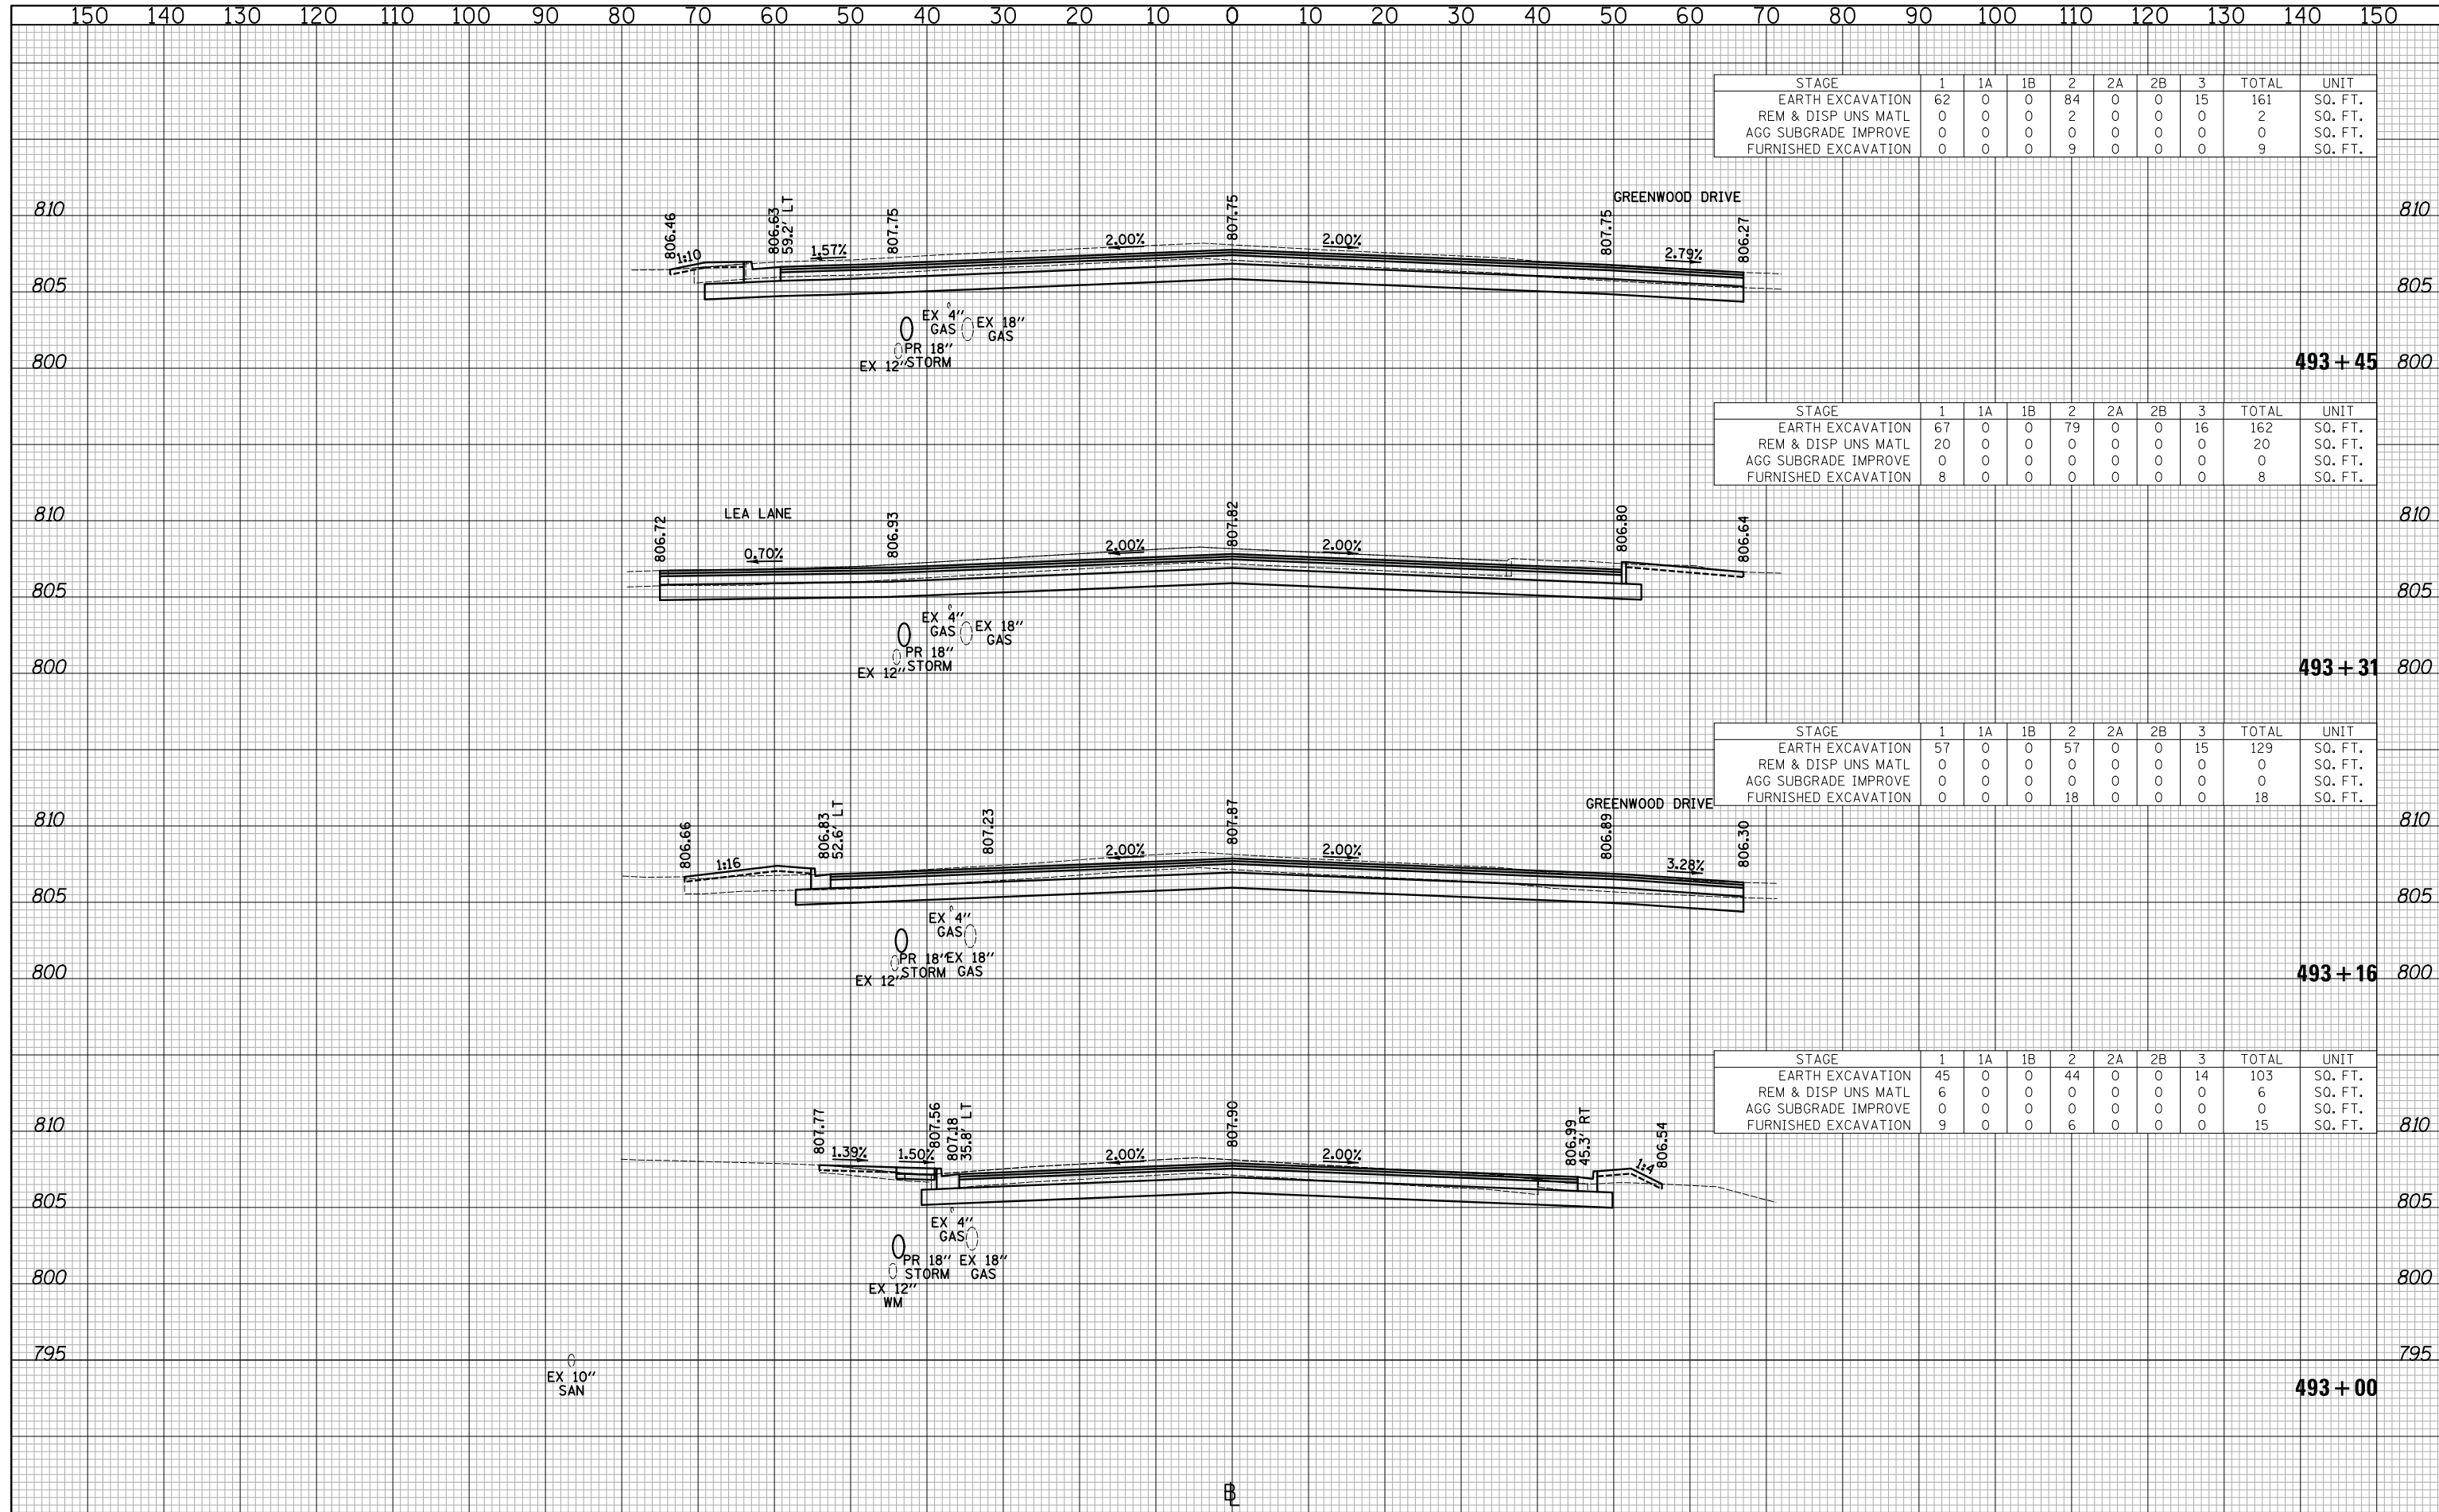 150 140 130 120 110 100 90 80 70 60 50 40 30 20 10 0 10 20 30 40 50 60 70 80 90 100 110 120 130 140 150
STAGE 1 1A 1B 2 2A 2B 3 TOTAL UNIT
EARTH EXCAVATION 62 0 0 84 0 0 15 161 SQ. FT.
REM & DISP UNS MATL 0 0 0 2 0 0 0 2 SQ. FT.
AGG SUBGRADE IMPROVE 0 0 0 0 0 0 0 0 SQ. FT.
FURNISHED EXCAVATION 0 0 0 9 0 0 0 9 SQ. FT.
GREENWOOD DRIVE
810 810
806.46
806.63
59.2' LT
807.75
807.75
807.75
806.27
1:10
1.57%
2.00%
2.00%
2.79%
805 805
EX 4"
GAS
EX 18"
GAS
PR 18"
STORM
EX 12"
800 493+45 800
STAGE 1 1A 1B 2 2A 2B 3 TOTAL UNIT
EARTH EXCAVATION 67 0 0 79 0 0 16 162 SQ. FT.
REM & DISP UNS MATL 20 0 0 0 0 0 0 20 SQ. FT.
AGG SUBGRADE IMPROVE 0 0 0 0 0 0 0 0 SQ. FT.
FURNISHED EXCAVATION 8 0 0 0 0 0 0 8 SQ. FT.
810 LEA LANE 810
806.72
806.93
807.82
806.80
806.64
0.70%
2.00%
2.00%
805 805
EX 4"
GAS
EX 18"
GAS
PR 18"
STORM
EX 12"
800 493+31 800
STAGE 1 1A 1B 2 2A 2B 3 TOTAL UNIT
EARTH EXCAVATION 57 0 0 57 0 0 15 129 SQ. FT.
REM & DISP UNS MATL 0 0 0 0 0 0 0 0 SQ. FT.
AGG SUBGRADE IMPROVE 0 0 0 0 0 0 0 0 SQ. FT.
FURNISHED EXCAVATION 0 0 0 18 0 0 0 18 SQ. FT.
GREENWOOD DRIVE
810 810
806.66
806.83
52.6' LT
807.23
807.87
806.89
806.30
1:16
2.00%
2.00%
3.28%
805 805
EX 4"
GAS
PR 18"
STORM
EX 18"
GAS
EX 12"
800 493+16 800
STAGE 1 1A 1B 2 2A 2B 3 TOTAL UNIT
EARTH EXCAVATION 45 0 0 44 0 0 14 103 SQ. FT.
REM & DISP UNS MATL 6 0 0 0 0 0 0 6 SQ. FT.
AGG SUBGRADE IMPROVE 0 0 0 0 0 0 0 0 SQ. FT.
FURNISHED EXCAVATION 9 0 0 6 0 0 0 15 SQ. FT.
810 810
807.77
807.56
807.18
35.8' LT
807.90
806.99
45.3' RT
806.54
1.39%
1.50%
2.00%
2.00%
1:4
805 805
EX 4"
GAS
PR 18"
STORM
EX 18"
GAS
800 800
EX 12"
WM
795 795
EX 10"
SAN
493+00
BL